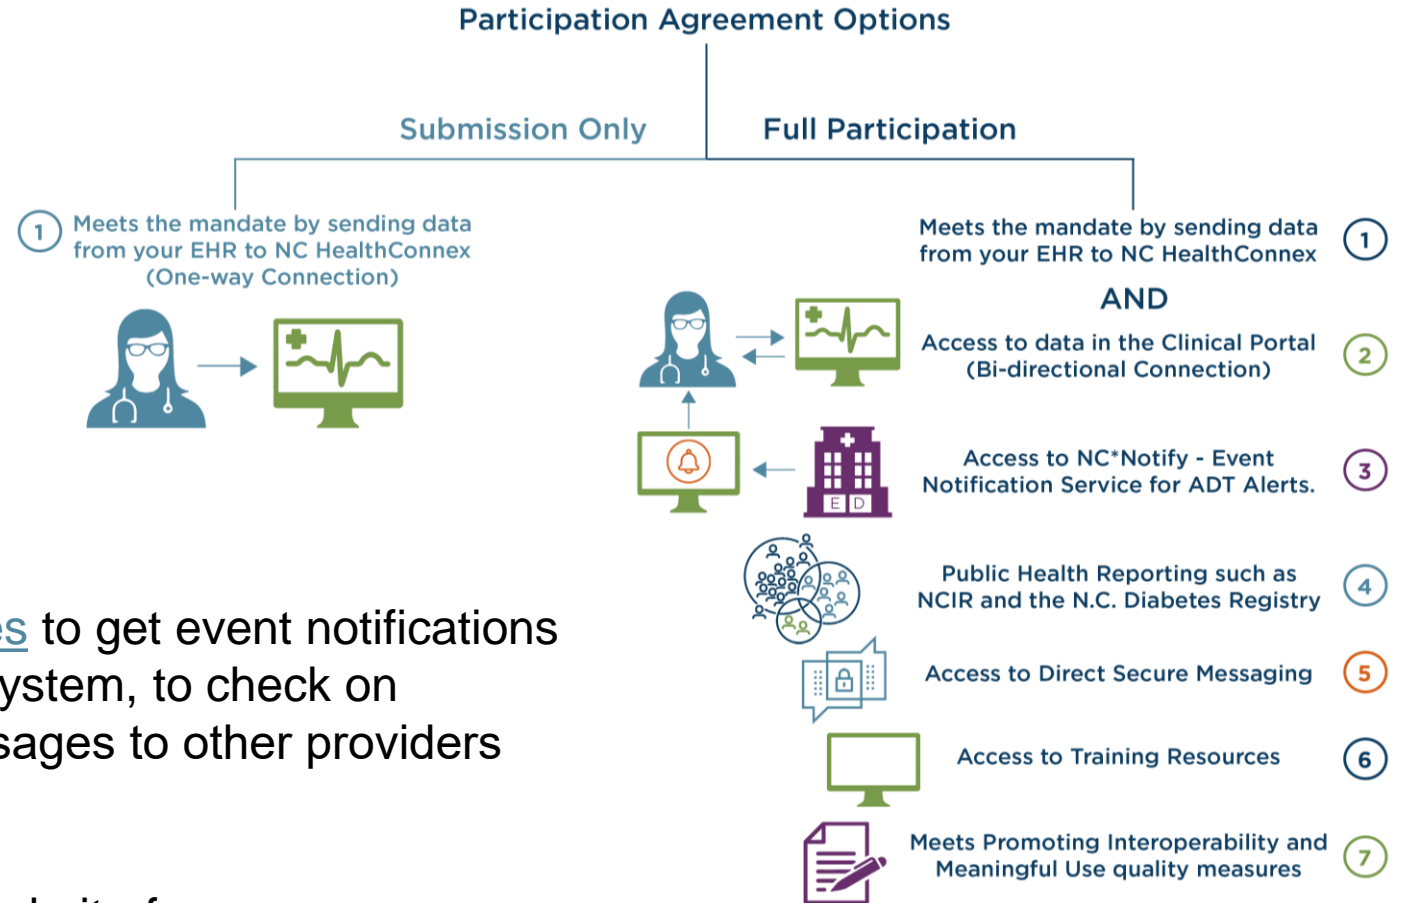 Participation Agreement Options
Submission Only
Full Participation
1
Meets the mandate by sending data
from your EHR to NC HealthConnex
(One-way Connection)
Meets the mandate by sending data
from your EHR to NC HealthConnex
1
AND
Access to data in the Clinical Portal
(Bi-directional Connection)
2
E D
Access to NC*Notify - Event
Notification Service for ADT Alerts.
3
Public Health Reporting such as
NCIR and the N.C. Diabetes Registry
4
Access to Direct Secure Messaging
5
Access to Training Resources
6
Meets Promoting Interoperability and
Meaningful Use quality measures
7
to get event notifications
to check on
to other providers